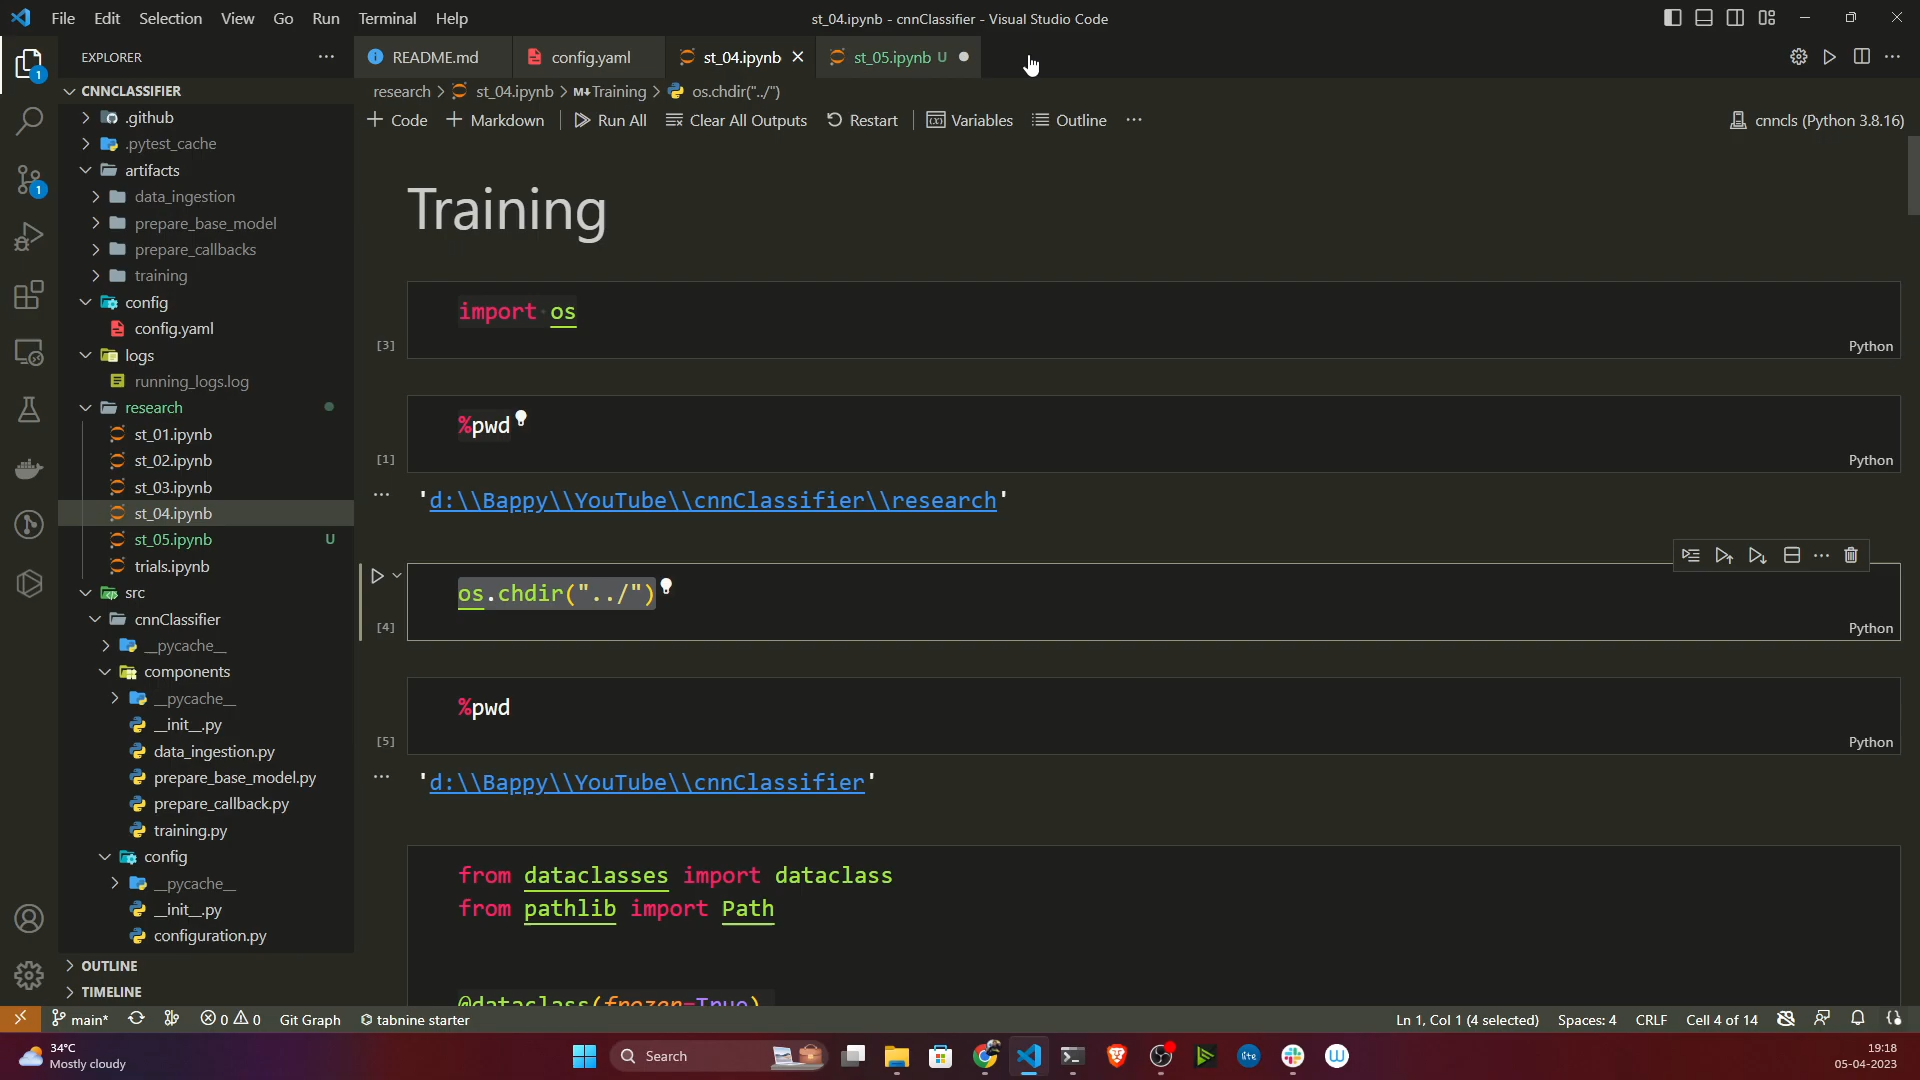 File Edit Selection View Go Run Terminal Help
st_04.ipynb - cnnClassifier - Visual Studio Code
EXPLORER
README.md
config.yaml
st_04.ipynb
st_05.ipynb U
CNNCLASSIFIER
research > st_04.ipynb > M↓Training > os.chdir("../")
+ Code + Markdown Run All Clear All Outputs Restart Variables Outline ···
cnncls (Python 3.8.16)
.github
.pytest_cache
artifacts
data_ingestion
prepare_base_model
prepare_callbacks
training
config
config.yaml
logs
running_logs.log
research
st_01.ipynb
st_02.ipynb
st_03.ipynb
st_04.ipynb
st_05.ipynb U
trials.ipynb
src
cnnClassifier
__pycache__
components
__pycache__
__init__.py
data_ingestion.py
prepare_base_model.py
prepare_callback.py
training.py
config
__pycache__
__init__.py
configuration.py
OUTLINE
TIMELINE
1
1
Training
import os
[3]
Python
%pwd
[1]
Python
'd:\\Bappy\\YouTube\\cnnClassifier\\research'
os.chdir("../")
[4]
Python
%pwd
[5]
Python
'd:\\Bappy\\YouTube\\cnnClassifier'
from dataclasses import dataclass
from pathlib import Path
@dataclass(frozen=True)
main* 0 0 Git Graph tabnine starter
Ln 1, Col 1 (4 selected) Spaces: 4 CRLF Cell 4 of 14
34°C
Mostly cloudy
Search
lite
19:18
05-04-2023